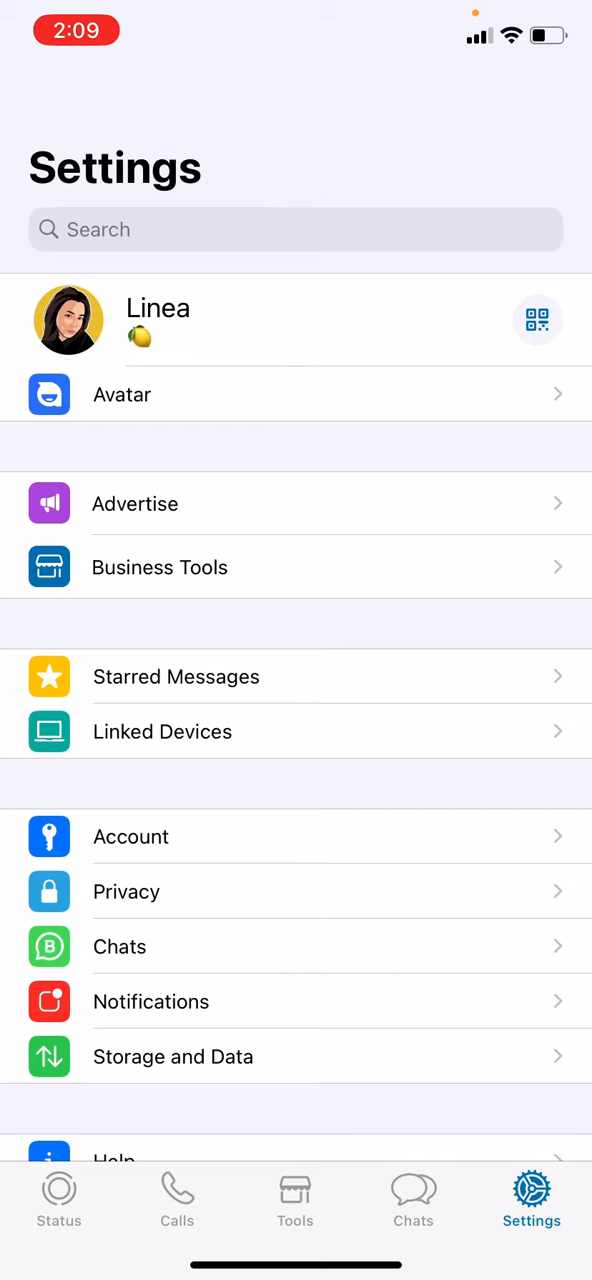 2:09
Settings
Search
Linea
🍋
Avatar
Advertise
Business Tools
Starred Messages
Linked Devices
Account
Privacy
Chats
Notifications
Storage and Data
Help
Status
Calls
Tools
Chats
Settings